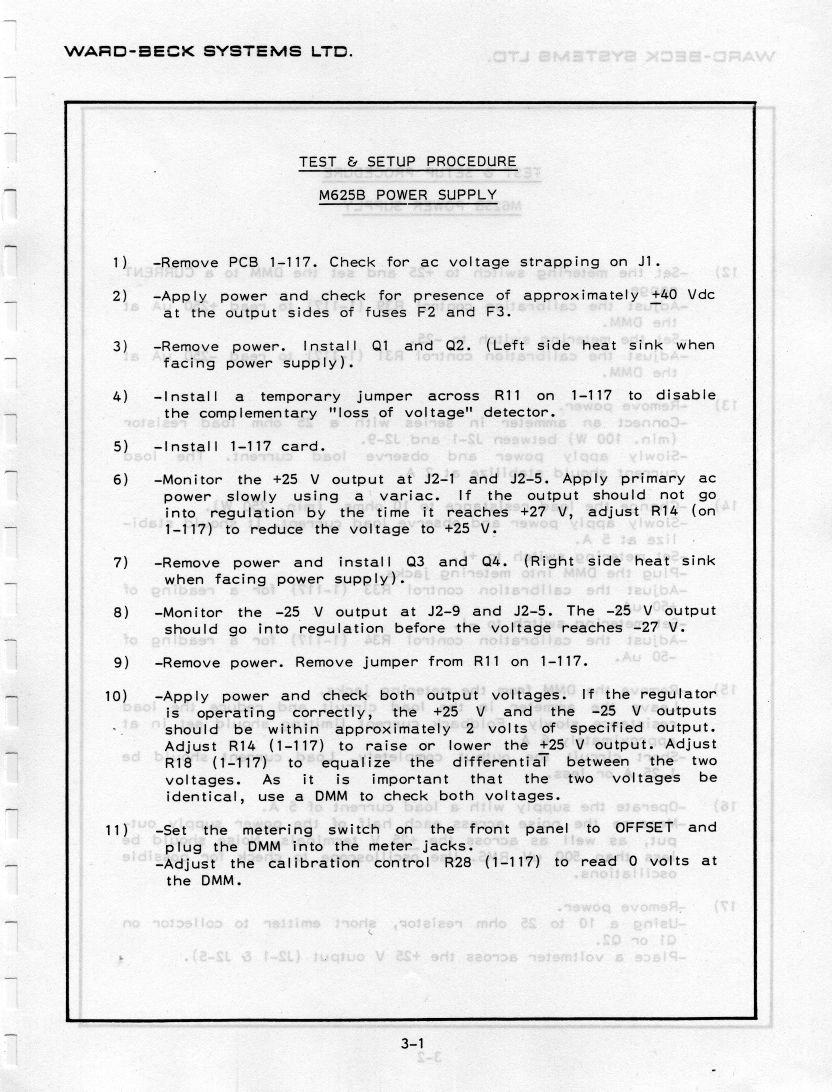 WARD-BECK SYSTEMS LTD.
TEST & SETUP PROCEDURE
M625B POWER SUPPLY
1) -Remove PCB 1-117. Check for ac voltage strapping on J1.
2) -Apply power and check for presence of approximately ±40 Vdc
at the output sides of fuses F2 and F3.
3) -Remove power. Install Q1 and Q2. (Left side heat sink when
facing power supply).
4) -Install a temporary jumper across R11 on 1-117 to disable
the complementary "loss of voltage" detector.
5) -Install 1-117 card.
6) -Monitor the +25 V output at J2-1 and J2-5. Apply primary ac
power slowly using a variac. If the output should not go
into regulation by the time it reaches +27 V, adjust R14 (on
1-117) to reduce the voltage to +25 V.
7) -Remove power and install Q3 and Q4. (Right side heat sink
when facing power supply).
8) -Monitor the -25 V output at J2-9 and J2-5. The -25 V output
should go into regulation before the voltage reaches -27 V.
9) -Remove power. Remove jumper from R11 on 1-117.
10) -Apply power and check both output voltages. If the regulator
is operating correctly, the +25 V and the -25 V outputs
should be within approximately 2 volts of specified output.
Adjust R14 (1-117) to raise or lower the ±25 V output. Adjust
R18 (1-117) to equalize the differential between the two
voltages. As it is important that the two voltages be
identical, use a DMM to check both voltages.
11) -Set the metering switch on the front panel to OFFSET and
plug the DMM into the meter jacks.
-Adjust the calibration control R28 (1-117) to read 0 volts at
the DMM.
3-1